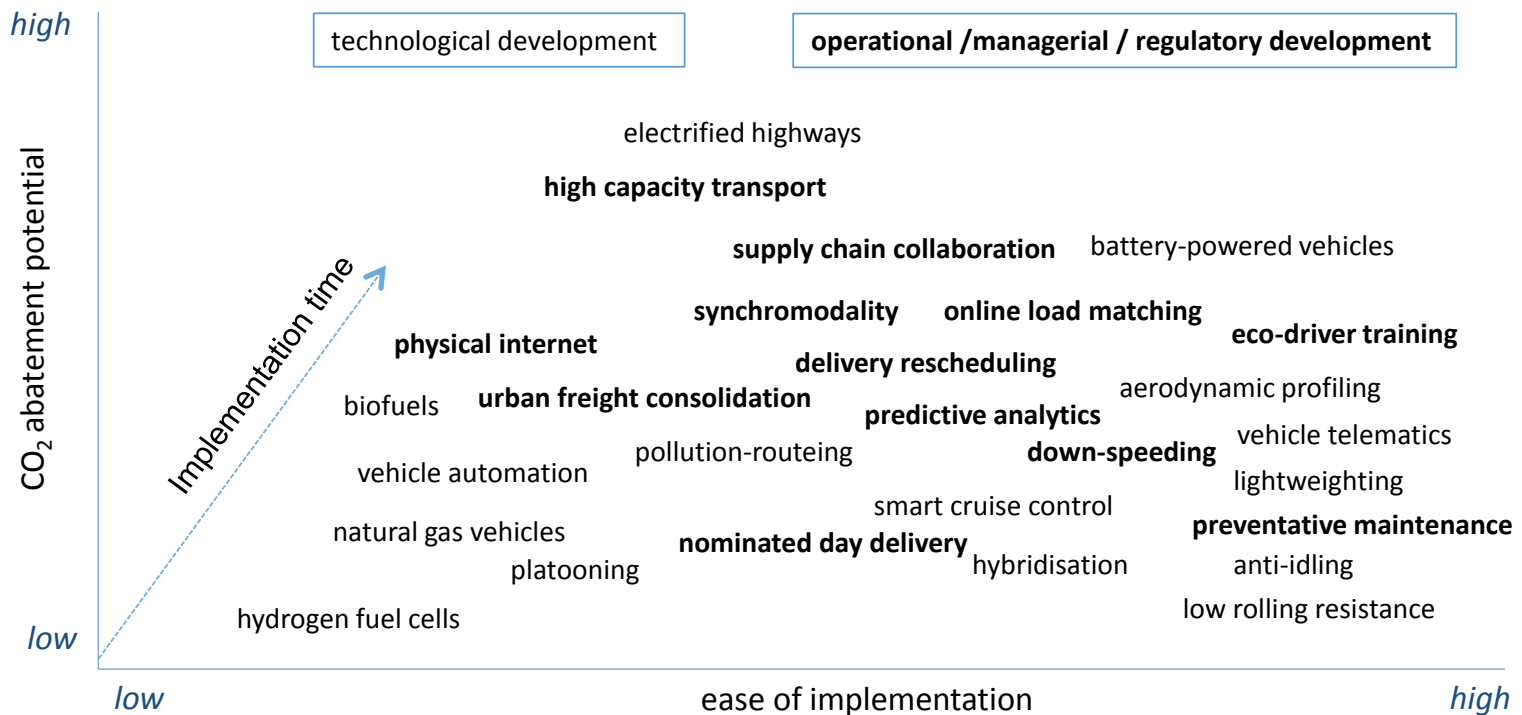 high
technological development
operational /managerial / regulatory development
electrified highways
high capacity transport
supply chain collaboration
battery-powered vehicles
synchromodality
online load matching
eco-driver training
physical internet
delivery rescheduling
aerodynamic profiling
biofuels
urban freight consolidation
predictive analytics
vehicle telematics
pollution-routeing
down-speeding
vehicle automation
lightweighting
smart cruise control
natural gas vehicles
preventative maintenance
nominated day delivery
platooning
hybridisation
anti-idling
hydrogen fuel cells
low rolling resistance
Implementation time
CO₂ abatement potential
low
low
ease of implementation
high